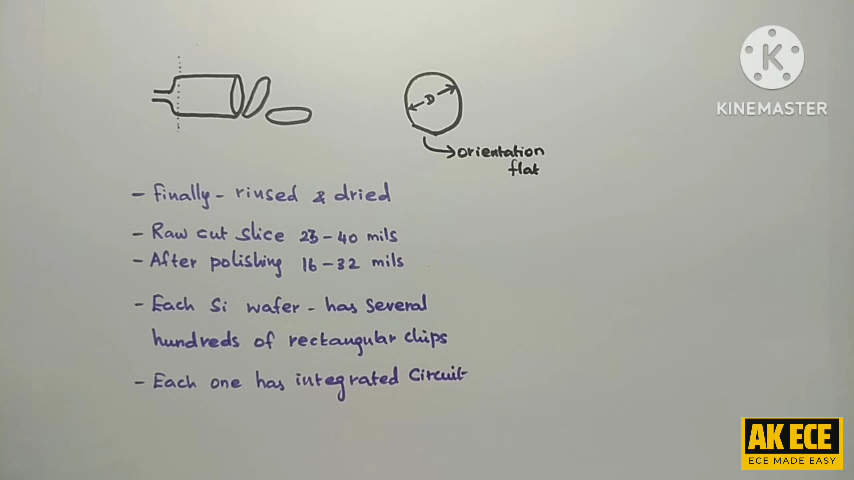 KINEMASTER
D
orientation
flat
- Finally - rinsed & dried
- Raw cut slice 23-40 mils
- After polishing 16-32 mils
- Each Si wafer - has several
hundreds of rectangular chips
- Each one has integrated Circuit
AK ECE
ECE MADE EASY